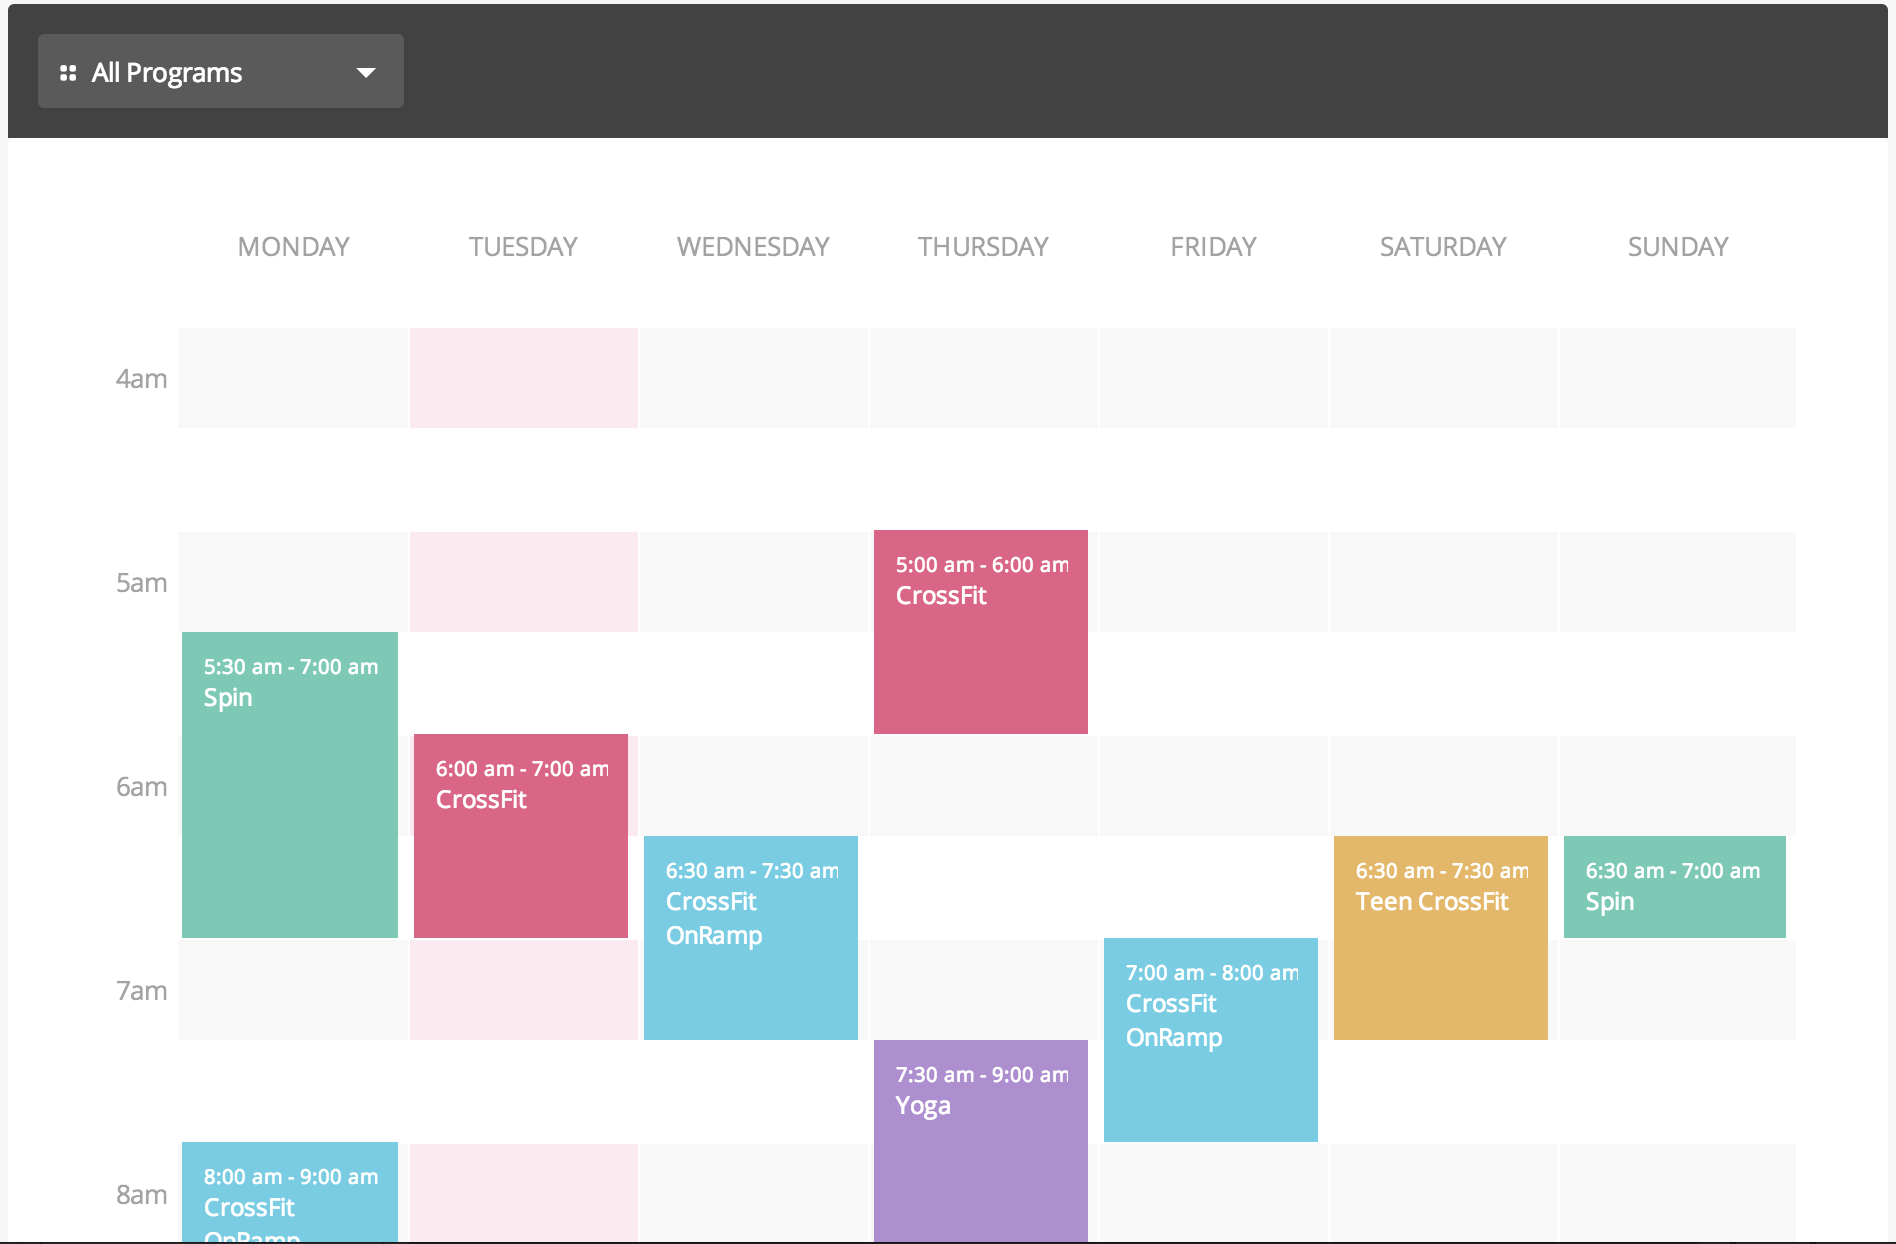 All Programs
MONDAY TUESDAY WEDNESDAY THURSDAY FRIDAY SATURDAY SUNDAY
4am
5am
5:00 am - 6:00 am
CrossFit
5:30 am - 7:00 am
Spin
6am
6:00 am - 7:00 am
CrossFit
6:30 am - 7:30 am
CrossFit
OnRamp
6:30 am - 7:30 am
Teen CrossFit
6:30 am - 7:00 am
Spin
7am
7:00 am - 8:00 am
CrossFit
OnRamp
7:30 am - 9:00 am
Yoga
8am
8:00 am - 9:00 am
CrossFit
OnRamp